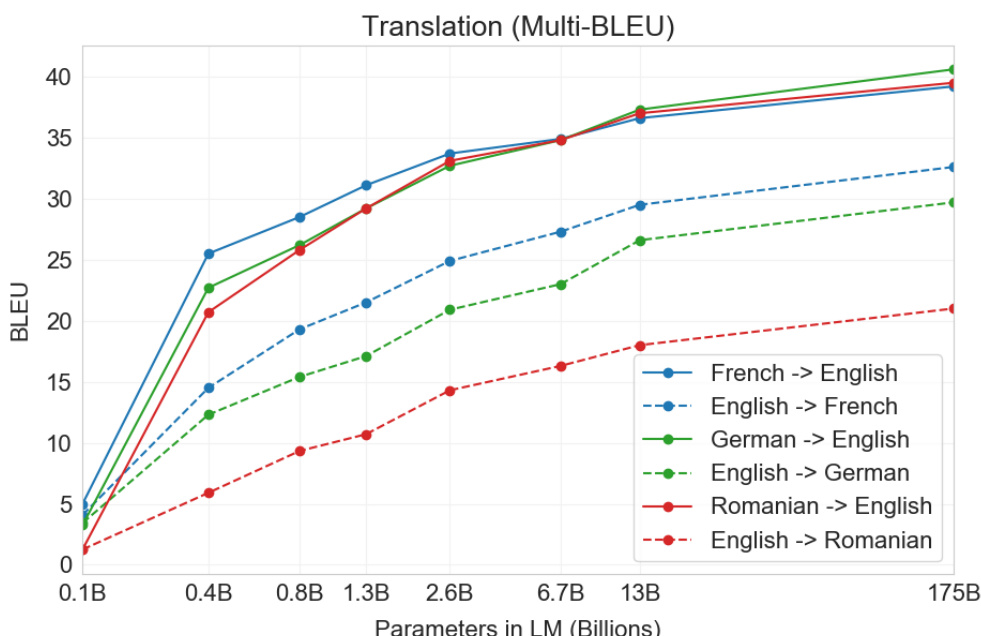 Translation (Multi-BLEU)
40
35
30
25
20
15
10
5
0
BLEU
French -> English
English -> French
German -> English
English -> German
Romanian -> English
English -> Romanian
0.1B 0.4B 0.8B 1.3B 2.6B 6.7B 13B 175B
Parameters in LM (Billions)